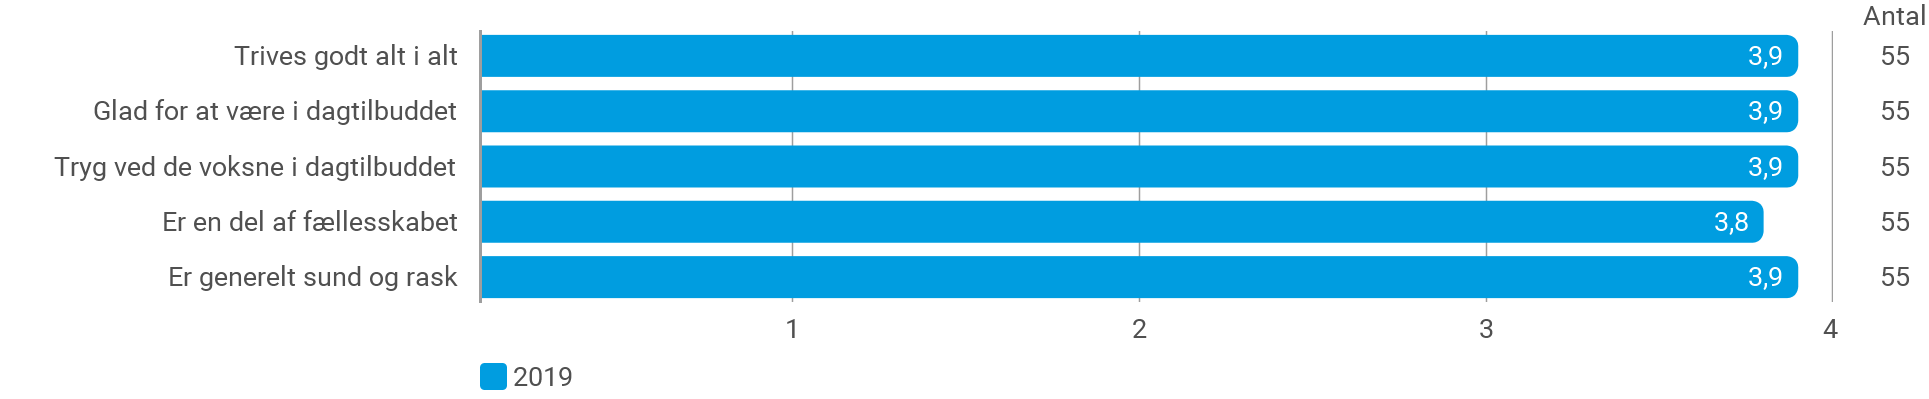 Antal
Trives godt alt i alt 3,9 55
Glad for at være i dagtilbuddet 3,9 55
Tryg ved de voksne i dagtilbuddet 3,9 55
Er en del af fællesskabet 3,8 55
Er generelt sund og rask 3,9 55
1 2 3 4
2019